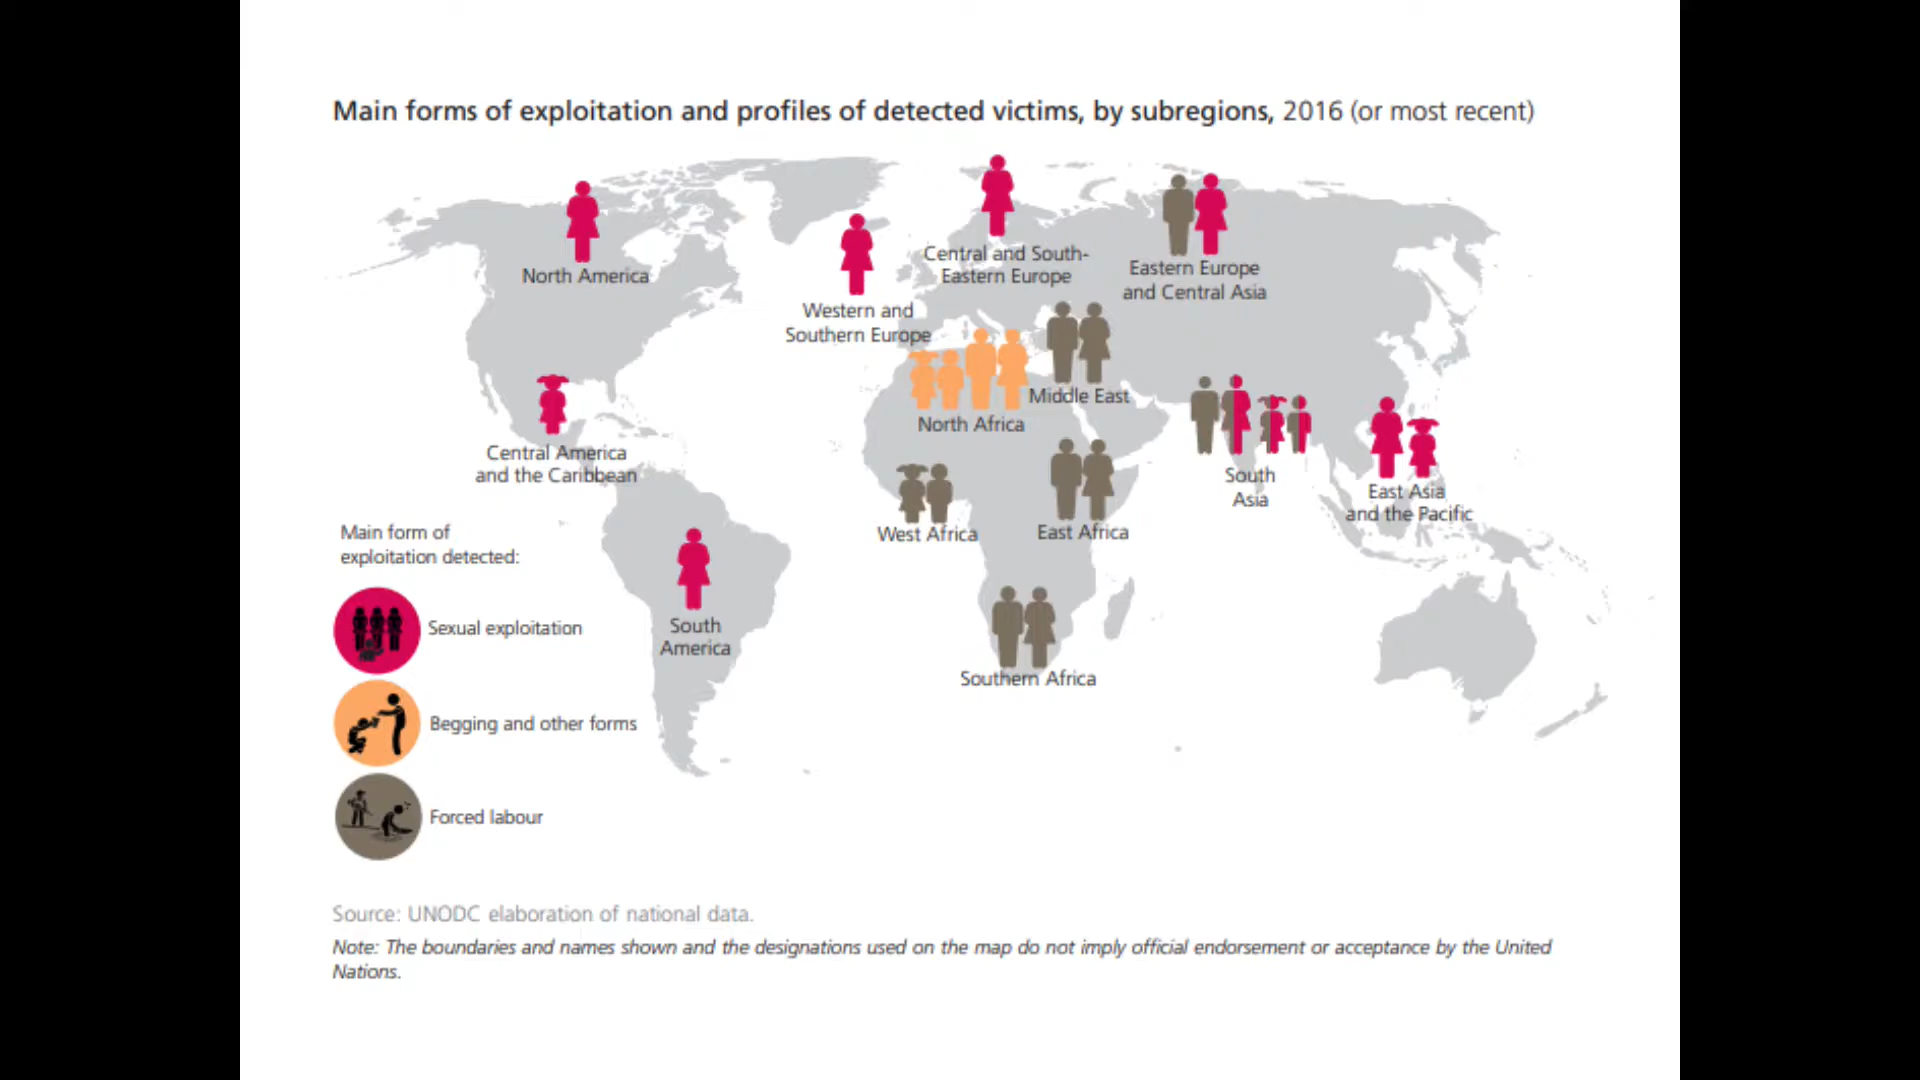 Main forms of exploitation and profiles of detected victims, by subregions, 2016 (or most recent)
North America
Western and
Southern Europe
Central and South-
Eastern Europe
Eastern Europe
and Central Asia
Middle East
North Africa
Central America
and the Caribbean
West Africa
East Africa
South
Asia
East Asia
and the Pacific
South
America
Southern Africa
Main form of
exploitation detected:
Sexual exploitation
Begging and other forms
Forced labour
Source: UNODC elaboration of national data.
Note: The boundaries and names shown and the designations used on the map do not imply official endorsement or acceptance by the United
Nations.